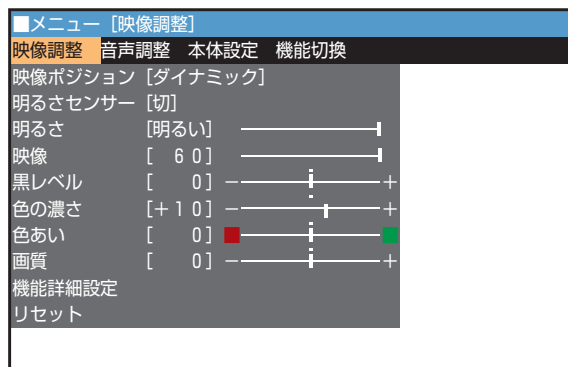 ■メニュー [映像調整]
映像調整 音声調整 本体設定 機能切換
映像ポジション [ダイナミック]
明るさセンサー [切]
明るさ [明るい]
映像 [ 60]
黒レベル [ 0] − +
色の濃さ [+10] − +
色あい [ 0]
画質 [ 0] − +
機能詳細設定
リセット